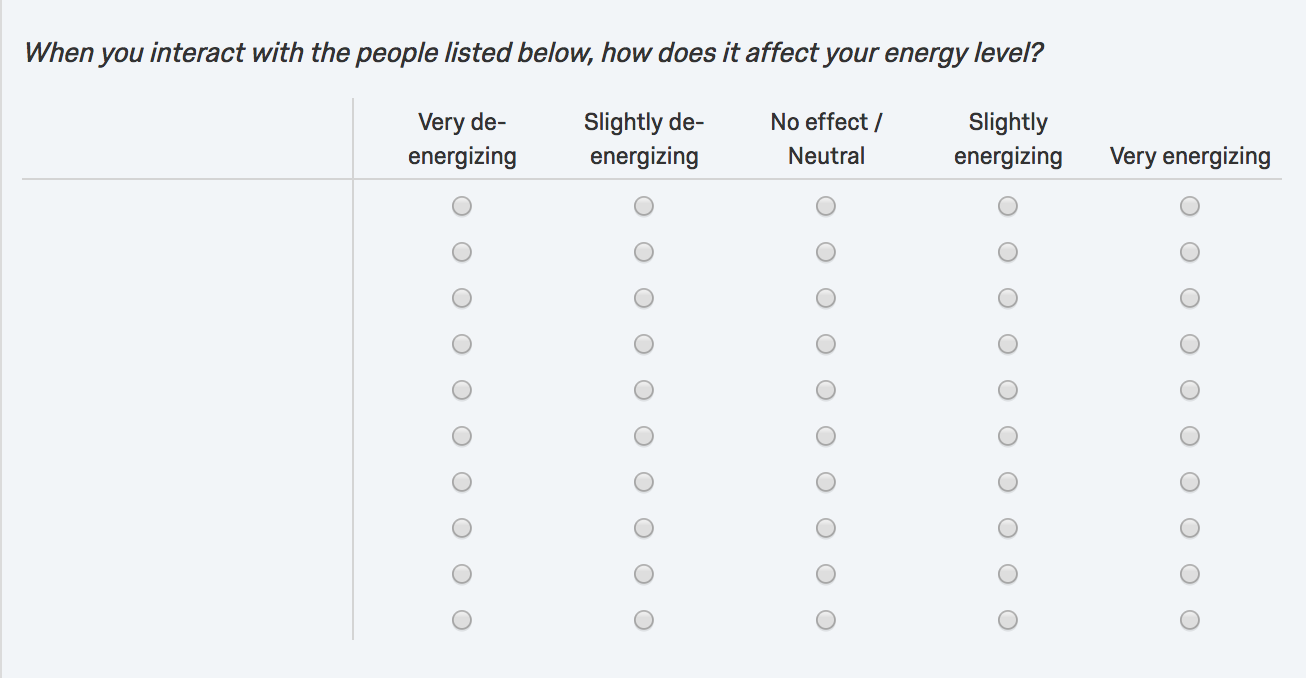 When you interact with the people listed below, how does it affect your energy level?
Very de-
energizing
Slightly de-
energizing
No effect /
Neutral
Slightly
energizing
Very energizing